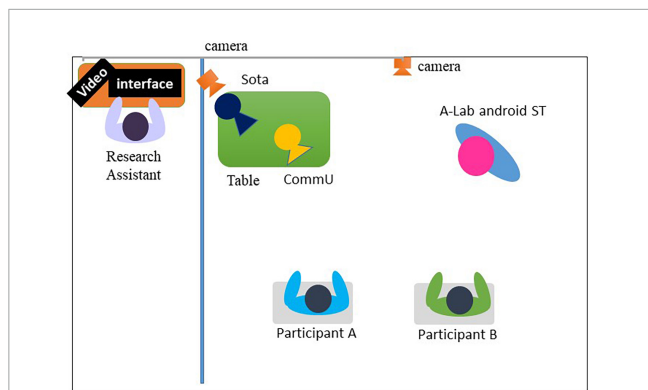 camera
camera
Video
interface
Sota
A-Lab android ST
Research
Assistant
Table
CommU
Participant A
Participant B